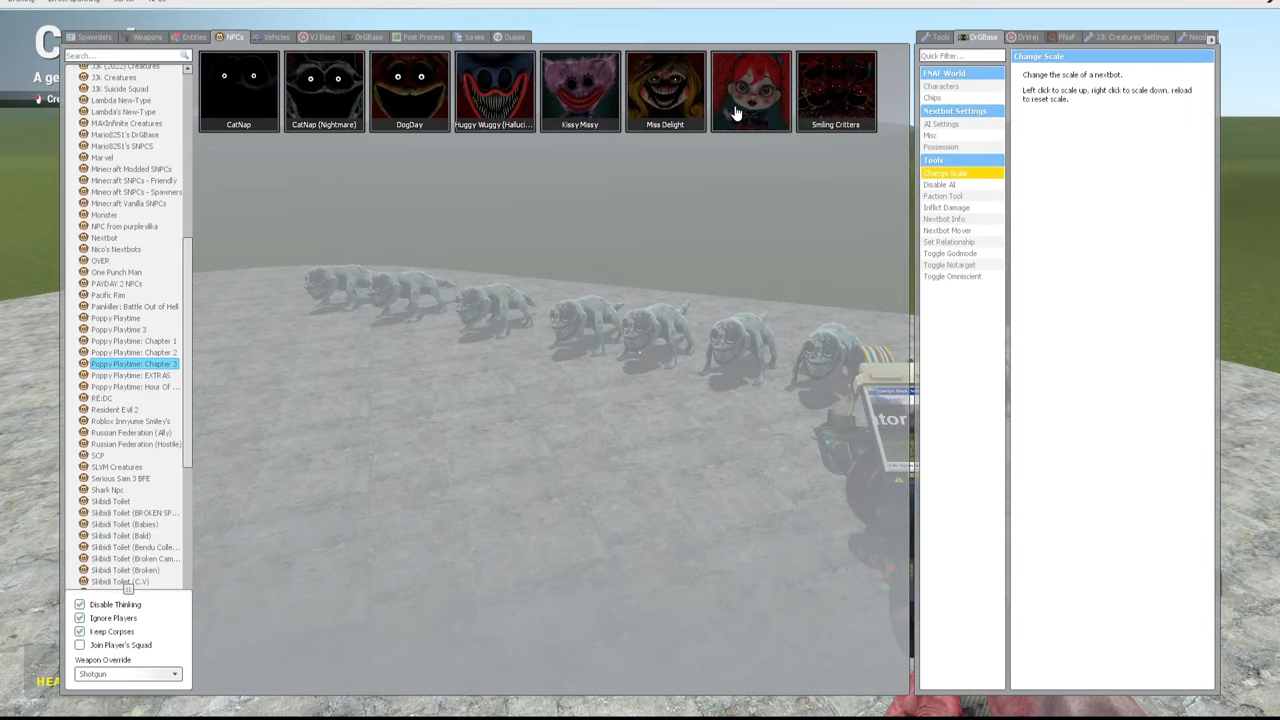 Spawnlists
Weapons
Entities
NPCs
Vehicles
VJ Base
DrGBase
Post Process
Saves
Dupes
Search...
JJK (2022) Creatures
JJK Creatures
JJK Suicide Squad
Lambda New-Type
Lambda's New-Type
MAXInfinite Creatures
Mario8251's DrGBase
Mario8251's SNPCS
Marvel
Minecraft Modded SNPCs
Minecraft SNPCs - Friendly
Minecraft SNPCs - Spawners
Minecraft Vanilla SNPCs
Monster
NPC from purplevilka
Nextbot
Nico's Nextbots
OVER
One Punch Man
PAYDAY 2 NPCs
Pacific Rim
Painkiller: Battle Out of Hell
Poppy Playtime
Poppy Playtime 3
Poppy Playtime: Chapter 1
Poppy Playtime: Chapter 2
Poppy Playtime: Chapter 3
Poppy Playtime: EXTRAS
Poppy Playtime: Hour Of ...
RE:DC
Resident Evil 2
Roblox Innyume Smiley's
Russian Federation (Ally)
Russian Federation (Hostile)
SCP
SLVM Creatures
Serious Sam 3 BFE
Shark Npc
Skibidi Toilet
Skibidi Toilet (BROKEN SP...
Skibidi Toilet (Babies)
Skibidi Toilet (Bald)
Skibidi Toilet (Bendu Colle...
Skibidi Toilet (Broken Cam...
Skibidi Toilet (Broken)
Skibidi Toilet (C.V)
Disable Thinking
Ignore Players
Keep Corpses
Join Player's Squad
Weapon Override
Shotgun
CatNap
CatNap (Nightmare)
DogDay
Huggy Wuggy (Halluci...
Kissy Missy
Miss Delight
Smiling Critters
Tools
DrGBase
DrVrej
FNaF
JJK Creatures Settings
Quick Filter...
FNAF World
Characters
Chips
Nextbot Settings
AI Settings
Misc
Possession
Tools
Change Scale
Disable AI
Faction Tool
Inflict Damage
Nextbot Info
Nextbot Mover
Set Relationship
Toggle Godmode
Toggle Notarget
Toggle Omniscient
Change Scale
Change the scale of a nextbot.
Left click to scale up, right click to scale down, reload
to reset scale.